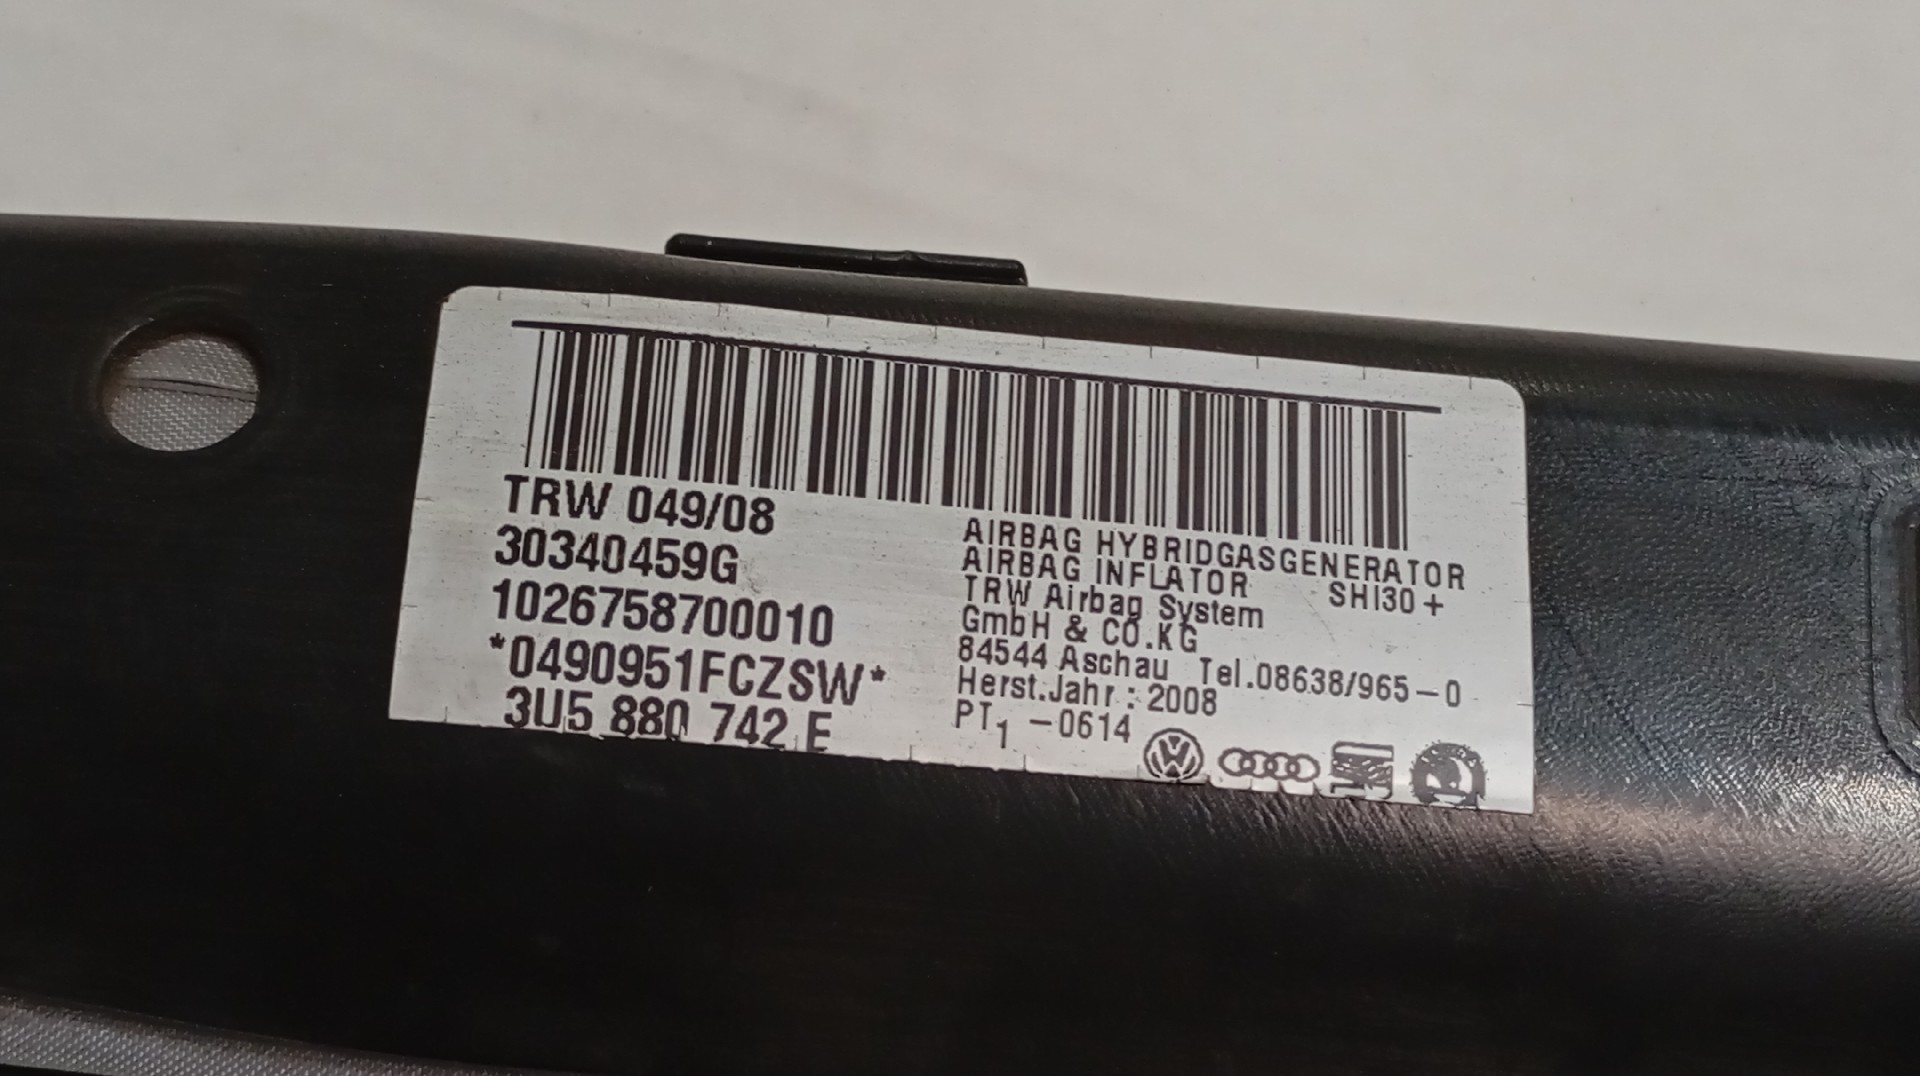 TRW 049/08
30340459G
1026758700010
*0490951FCZSW*
3U5 880 742 E
AIRBAG HYBRIDGASGENERATOR
AIRBAG INFLATOR SHI30+
TRW Airbag System
GmbH & CO.KG
84544 Aschau Tel.08638/965-0
Herst.Jahr.: 2008
PT1 -0614